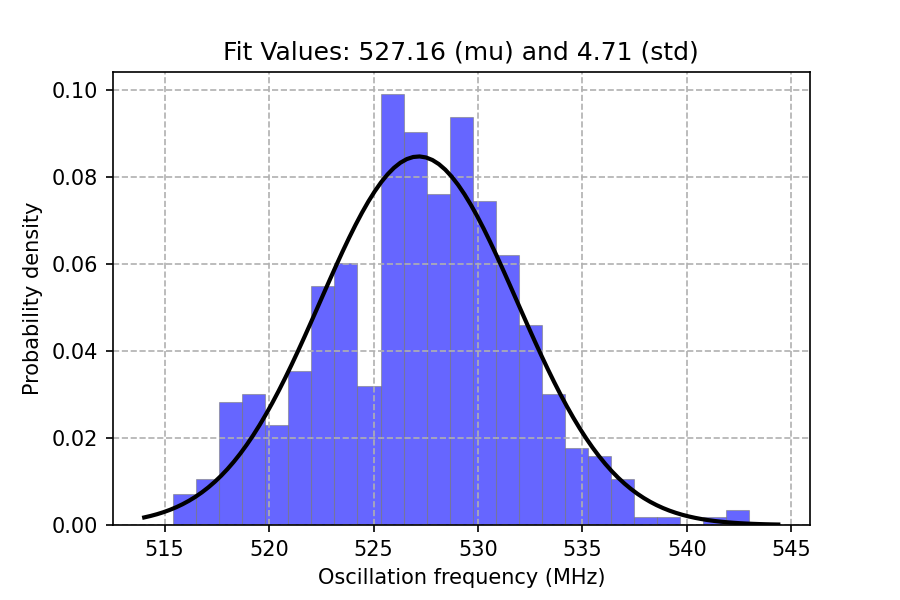 Fit Values: 527.16 (mu) and 4.71 (std)
0.10
0.08
0.06
0.04
0.02
0.00
Probability density
515 520 525 530 535 540 545
Oscillation frequency (MHz)